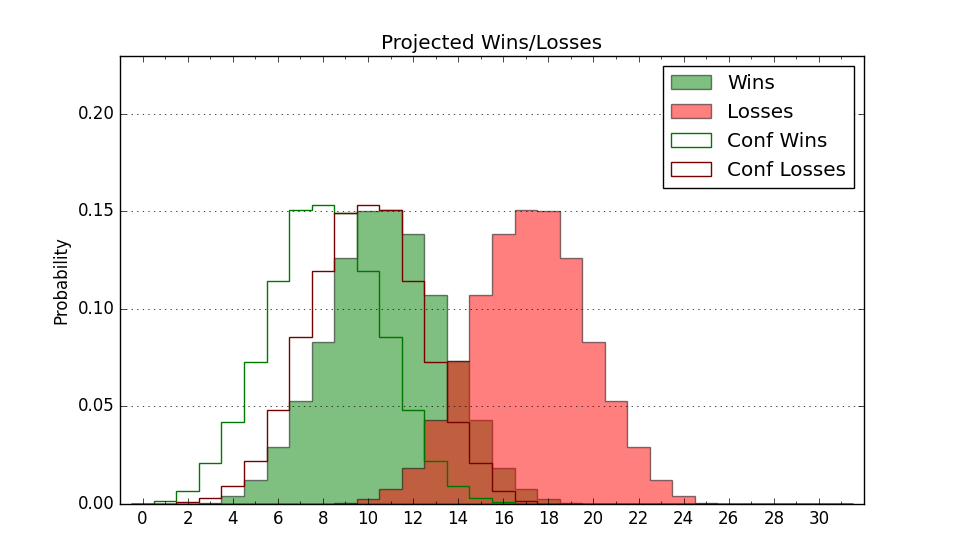 Projected Wins/Losses
Wins
Losses
Conf Wins
Conf Losses
Probability
0.20
0.15
0.10
0.05
0.00
0 2 4 6 8 10 12 14 16 18 20 22 24 26 28 30